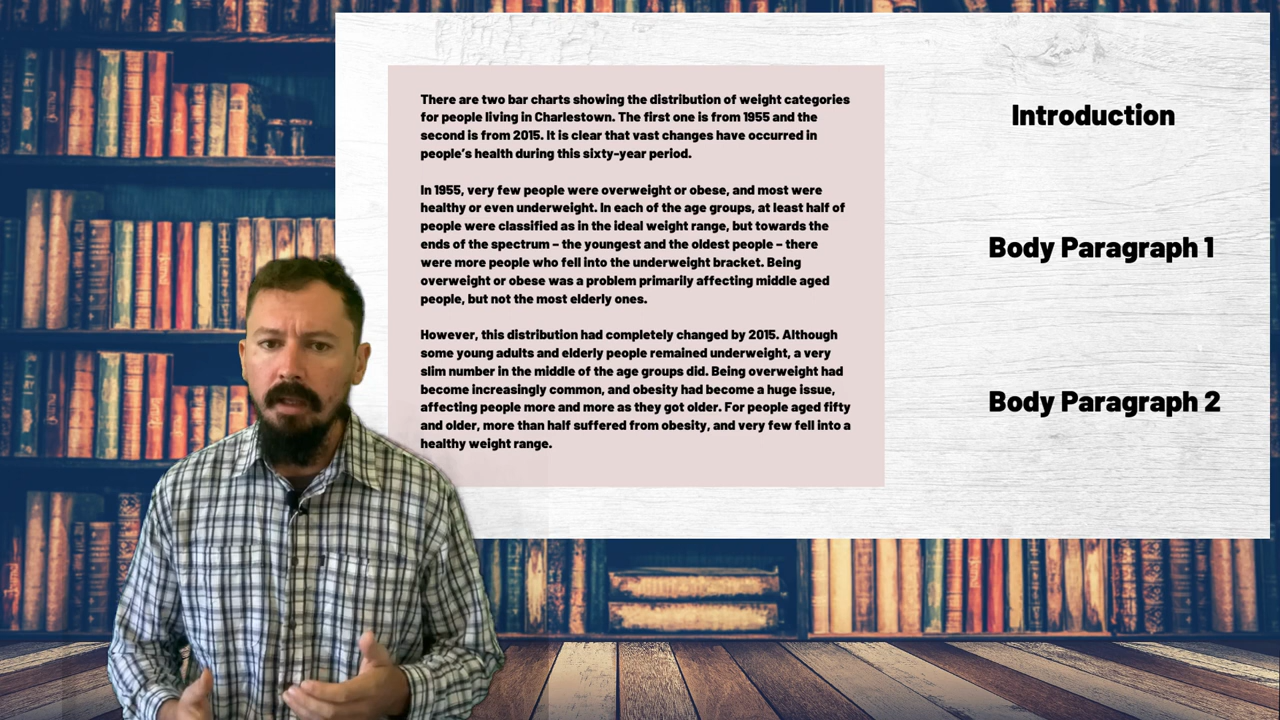 There are two bar charts showing the distribution of weight categories
for people living in Charlestown. The first one is from 1955 and the
second is from 2015. It is clear that vast changes have occurred in
people's health during this sixty-year period.
In 1955, very few people were overweight or obese, and most were
healthy or even underweight. In each of the age groups, at least half of
people were classified as in the ideal weight range, but towards the
ends of the spectrum – the youngest and the oldest people – there
were more people who fell into the underweight bracket. Being
overweight or obese was a problem primarily affecting middle aged
people, but not the most elderly ones.
However, this distribution had completely changed by 2015. Although
some young adults and elderly people remained underweight, a very
slim number in the middle of the age groups did. Being overweight had
become increasingly common, and obesity had become a huge issue,
affecting people more and more as they got older. For people aged fifty
and older, more than half suffered from obesity, and very few fell into a
healthy weight range.
Introduction
Body Paragraph 1
Body Paragraph 2